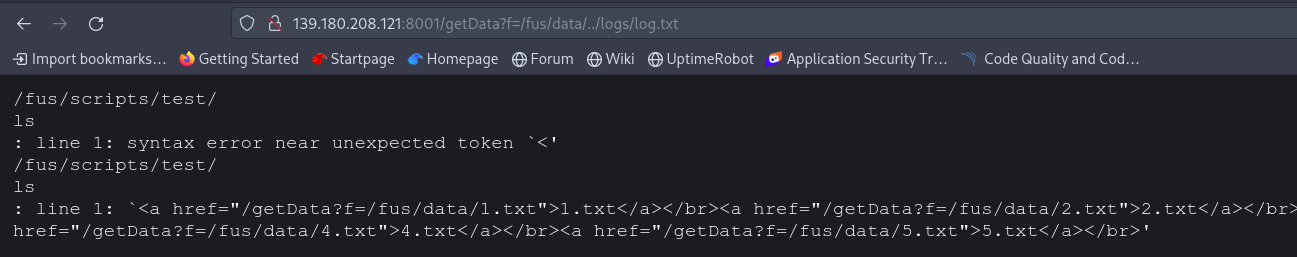 139.180.208.121:8001/getData?f=/fus/data/../logs/log.txt
Import bookmarks... Getting Started Startpage Homepage Forum Wiki UptimeRobot Application Security Tr... Code Quality and Cod...
/fus/scripts/test/
ls
: line 1: syntax error near unexpected token `<'
/fus/scripts/test/
ls
: line 1: `<a href="/getData?f=/fus/data/1.txt">1.txt</a></br><a href="/getData?f=/fus/data/2.txt">2.txt</a></br>
href="/getData?f=/fus/data/4.txt">4.txt</a></br><a href="/getData?f=/fus/data/5.txt">5.txt</a></br>'